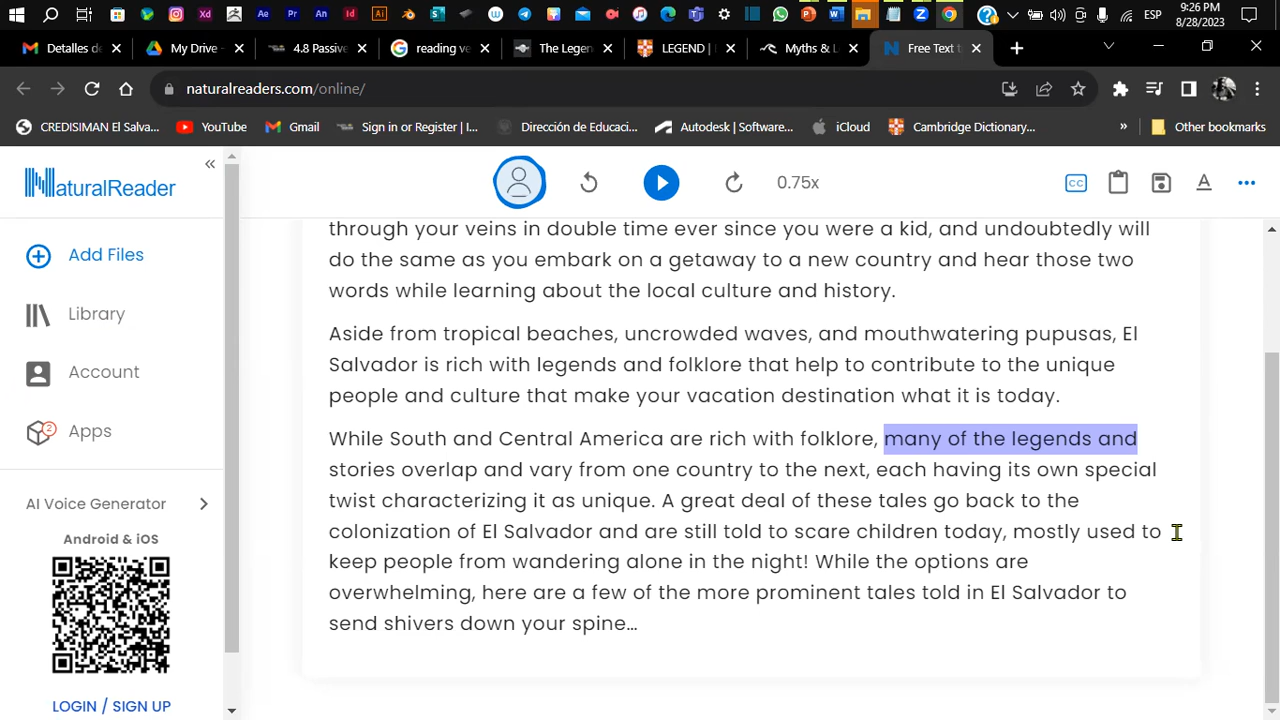 9:26 PM
ESP
8/28/2023
Detalles de
My Drive -
4.8 Passive
reading ve
The Legen
LEGEND |
Myths & L
Free Text t
naturalreaders.com/online/
CREDISIMAN El Salva...
YouTube
Gmail
Sign in or Register | I...
Dirección de Educaci...
Autodesk | Software...
iCloud
Cambridge Dictionary...
»
Other bookmarks
NaturalReader
«
0.75x
CC
A
Add Files
Library
Account
Apps
2
AI Voice Generator
Android & iOS
LOGIN / SIGN UP
through your veins in double time ever since you were a kid, and undoubtedly will
do the same as you embark on a getaway to a new country and hear those two
words while learning about the local culture and history.
Aside from tropical beaches, uncrowded waves, and mouthwatering pupusas, El
Salvador is rich with legends and folklore that help to contribute to the unique
people and culture that make your vacation destination what it is today.
While South and Central America are rich with folklore, many of the legends and
stories overlap and vary from one country to the next, each having its own special
twist characterizing it as unique. A great deal of these tales go back to the
colonization of El Salvador and are still told to scare children today, mostly used to
keep people from wandering alone in the night! While the options are
overwhelming, here are a few of the more prominent tales told in El Salvador to
send shivers down your spine…